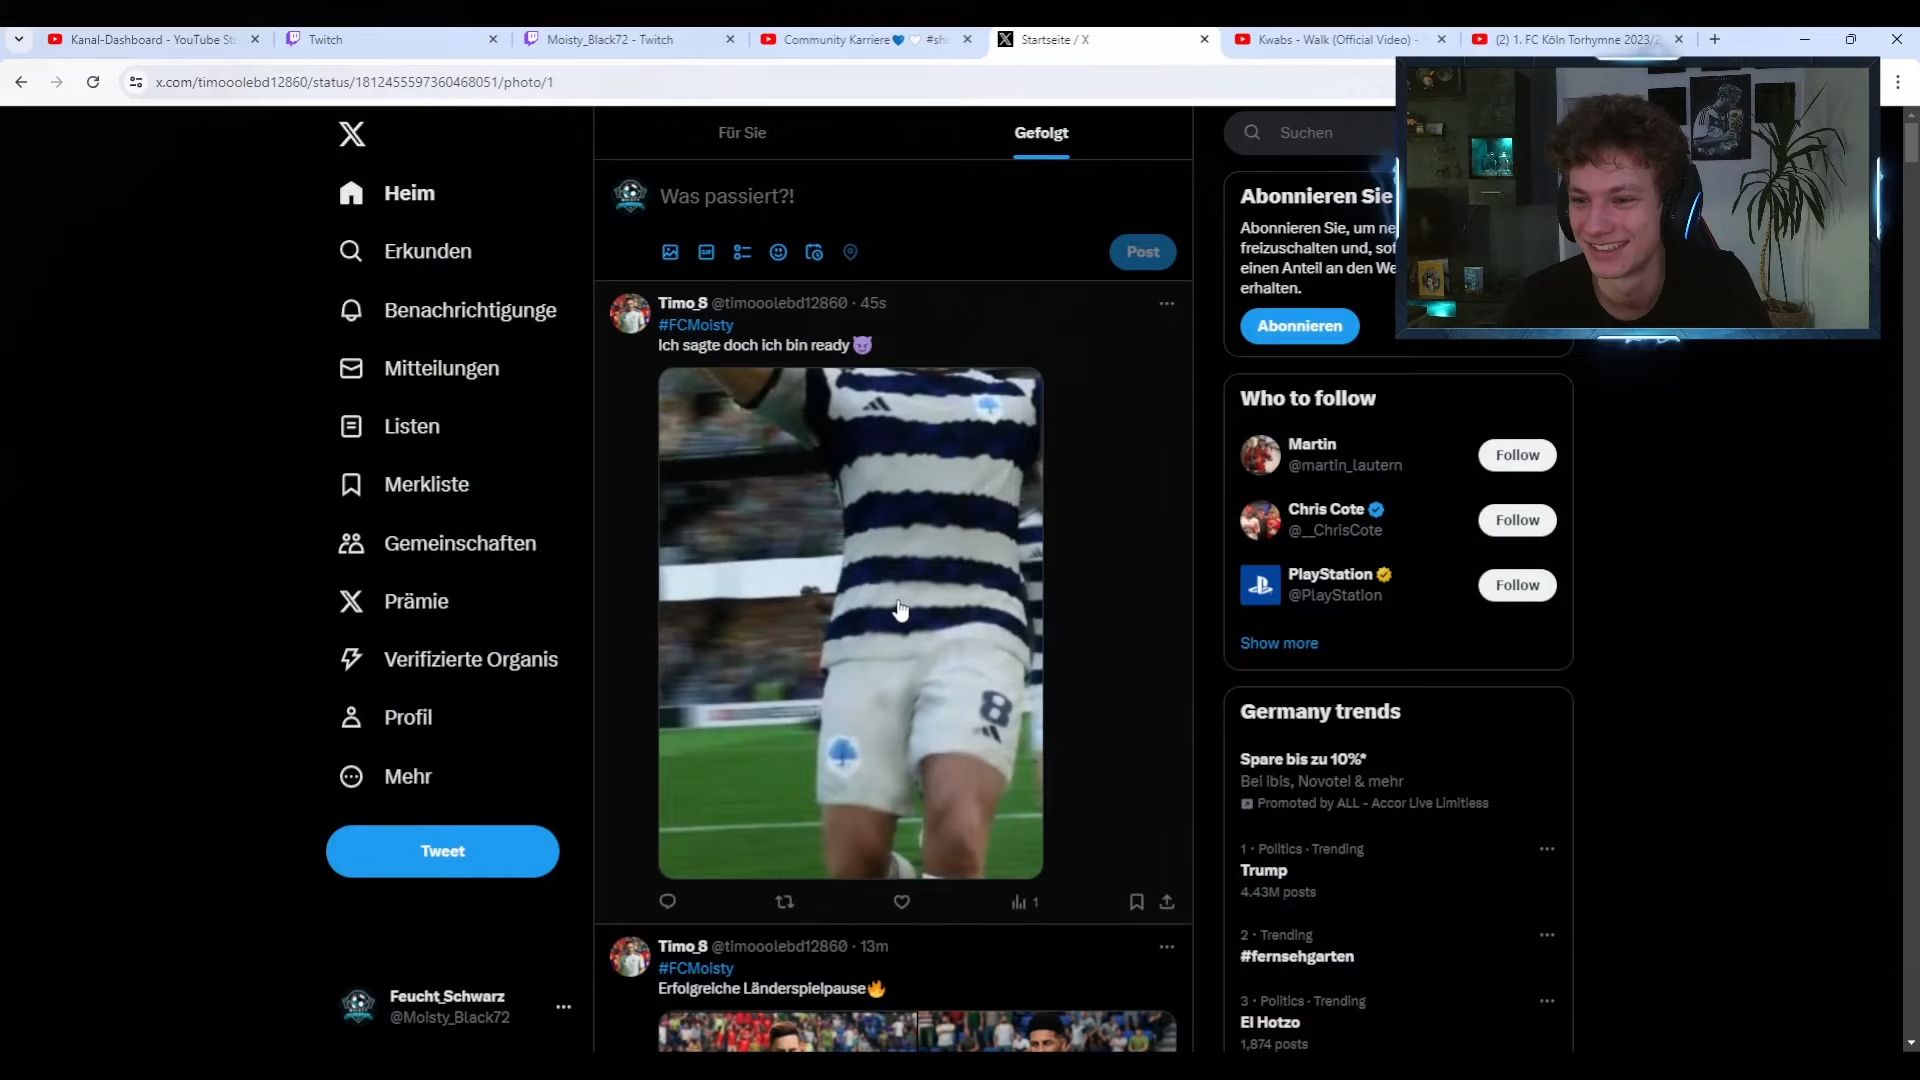 Kanal-Dashboard - YouTube St
Twitch
Moisty_Black72 - Twitch
Community Karriere💙🤍 #sho
Startseite / X
Kwabs - Walk (Official Video) -
(2) 1. FC Köln Torhymne 2023/2
x.com/timooolebd12860/status/1812455597360468051/photo/1
Heim
Erkunden
Benachrichtigunge
Mitteilungen
Listen
Merkliste
Gemeinschaften
Prämie
Verifizierte Organis
Profil
Mehr
Tweet
Feucht_Schwarz
@Moisty_Black72
Für Sie
Gefolgt
Was passiert?!
GIF
Post
Timo_8 @timooolebd12860 · 45s
#FCMoisty
Ich sagte doch ich bin ready😈
8
1
Timo_8 @timooolebd12860 · 13m
#FCMoisty
Erfolgreiche Länderspielpause🔥
Suchen
Abonnieren Sie
Abonnieren Sie, um ne
freizuschalten und, sof
einen Anteil an den We
erhalten.
Abonnieren
Who to follow
Martin
@martin_lautern
Follow
Chris Cote
@__ChrisCote
Follow
PlayStation
@PlayStation
Follow
Show more
Germany trends
Spare bis zu 10%*
Bei Ibis, Novotel & mehr
Promoted by ALL - Accor Live Limitless
1 · Politics · Trending
Trump
4.43M posts
2 · Trending
#fernsehgarten
3 · Politics · Trending
El Hotzo
1,874 posts